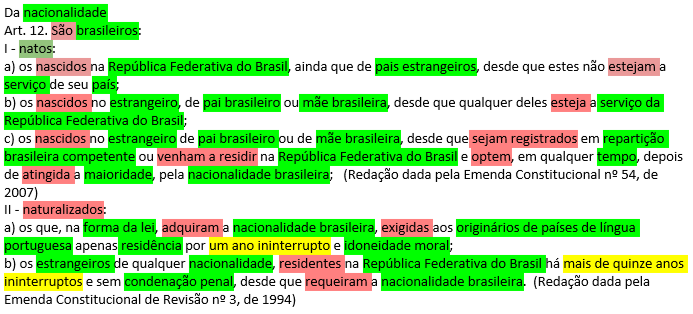 Da nacionalidade
Art. 12. São brasileiros:
I - natos:
a) os nascidos na República Federativa do Brasil, ainda que de pais estrangeiros, desde que estes não estejam a
serviço de seu país;
b) os nascidos no estrangeiro, de pai brasileiro ou mãe brasileira, desde que qualquer deles esteja a serviço da
República Federativa do Brasil;
c) os nascidos no estrangeiro de pai brasileiro ou de mãe brasileira, desde que sejam registrados em repartição
brasileira competente ou venham a residir na República Federativa do Brasil e optem, em qualquer tempo, depois
de atingida a maioridade, pela nacionalidade brasileira; (Redação dada pela Emenda Constitucional nº 54, de
2007)
II - naturalizados:
a) os que, na forma da lei, adquiram a nacionalidade brasileira, exigidas aos originários de países de língua
portuguesa apenas residência por um ano ininterrupto e idoneidade moral;
b) os estrangeiros de qualquer nacionalidade, residentes na República Federativa do Brasil há mais de quinze anos
ininterruptos e sem condenação penal, desde que requeiram a nacionalidade brasileira. (Redação dada pela
Emenda Constitucional de Revisão nº 3, de 1994)